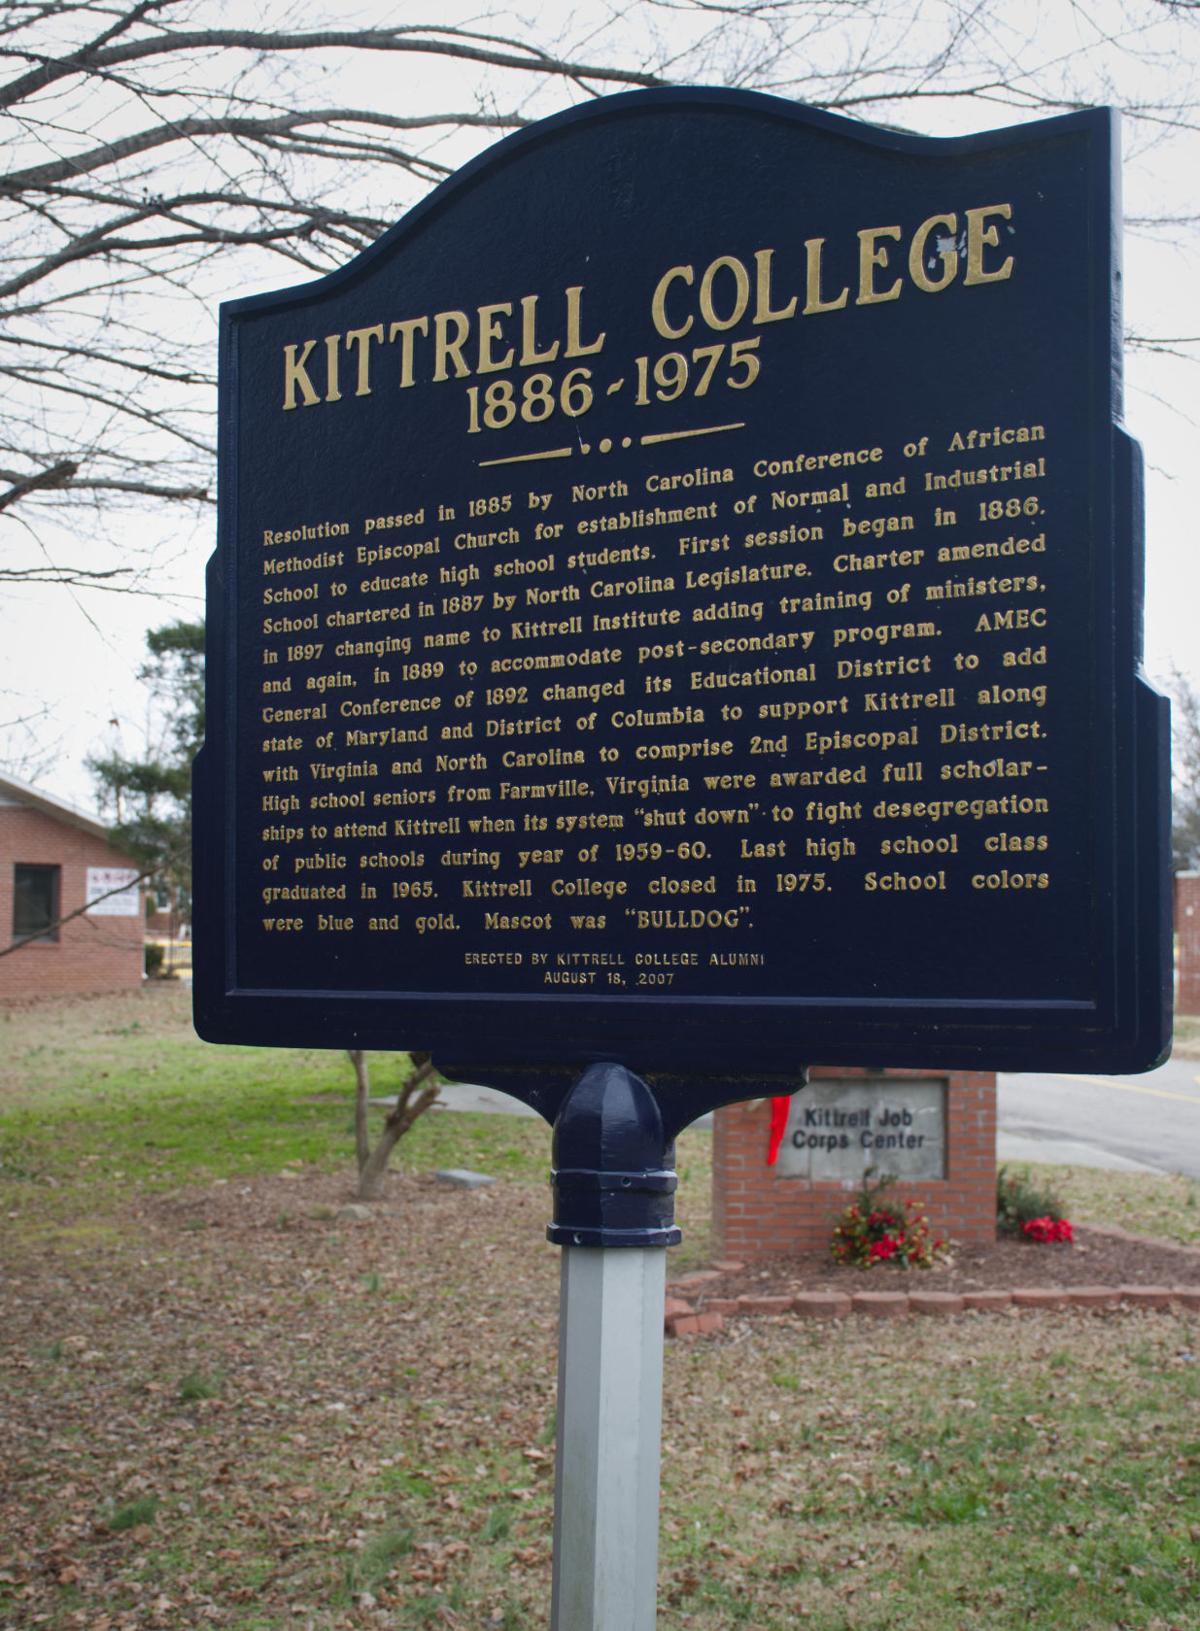 KITTRELL COLLEGE
1886-1975
Resolution passed in 1885 by North Carolina Conference of African
Methodist Episcopal Church for establishment of Normal and Industrial
School to educate high school students. First session began in 1886.
School chartered in 1887 by North Carolina Legislature. Charter amended
in 1897 changing name to Kittrell Institute adding training of ministers,
and again, in 1889 to accommodate post-secondary program. AMEC
General Conference of 1892 changed its Educational District to add
state of Maryland and District of Columbia to support Kittrell along
with Virginia and North Carolina to comprise 2nd Episcopal District.
High school seniors from Farmville, Virginia were awarded full scholar-
ships to attend Kittrell when its system "shut down" to fight desegregation
of public schools during year of 1959-60. Last high school class
graduated in 1965. Kittrell College closed in 1975. School colors
were blue and gold. Mascot was "BULLDOG".
ERECTED BY KITTRELL COLLEGE ALUMNI
AUGUST 18, 2007
Kittrell Job
Corps Center